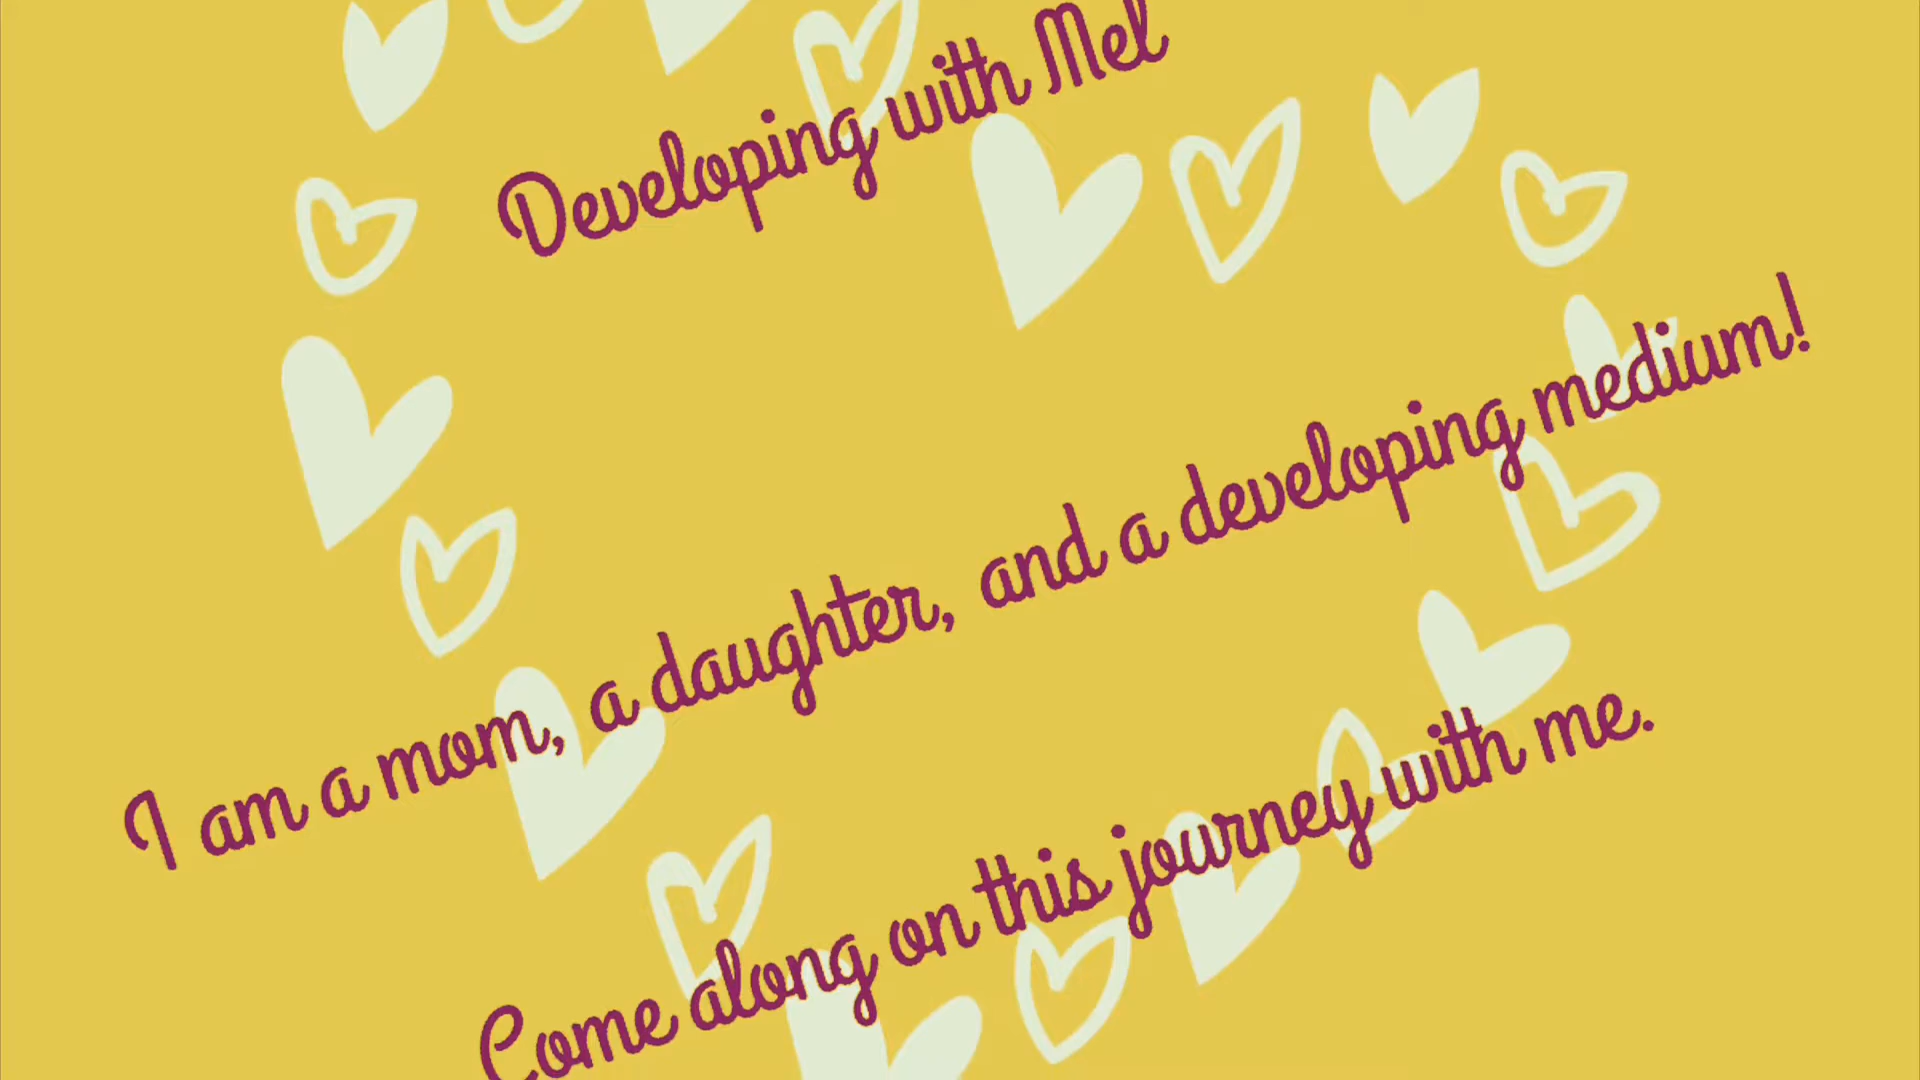 Developing with Mel
I am a mom, a daughter, and a developing medium!
Come along on this journey with me.